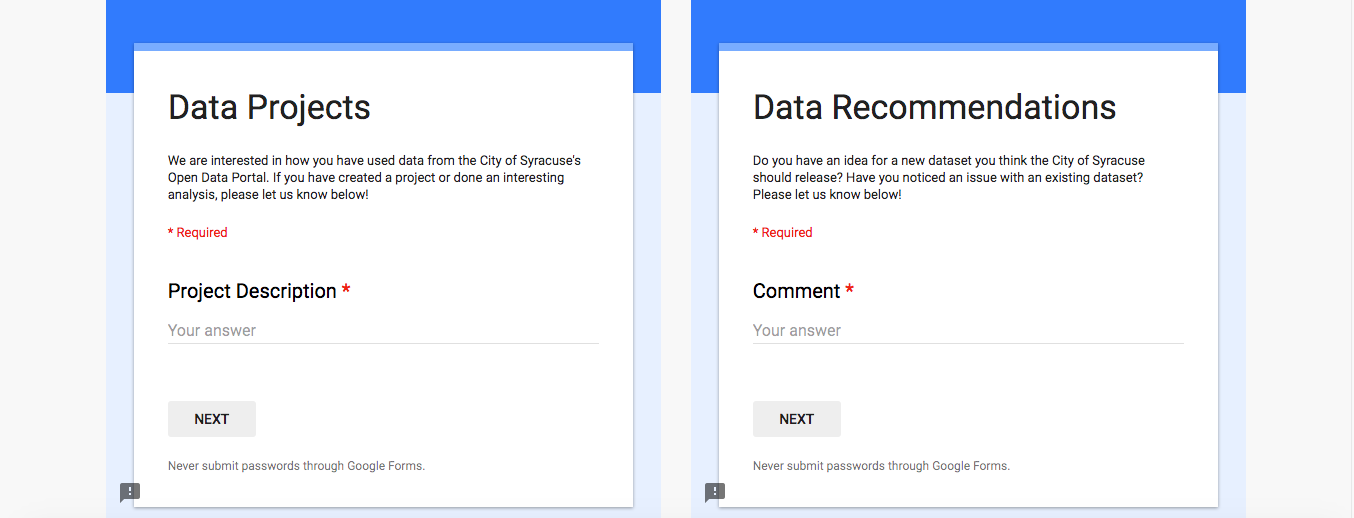 Data Projects
We are interested in how you have used data from the City of Syracuse's
Open Data Portal. If you have created a project or done an interesting
analysis, please let us know below!
* Required
Project Description *
Your answer
NEXT
Never submit passwords through Google Forms.
Data Recommendations
Do you have an idea for a new dataset you think the City of Syracuse
should release? Have you noticed an issue with an existing dataset?
Please let us know below!
* Required
Comment *
Your answer
NEXT
Never submit passwords through Google Forms.